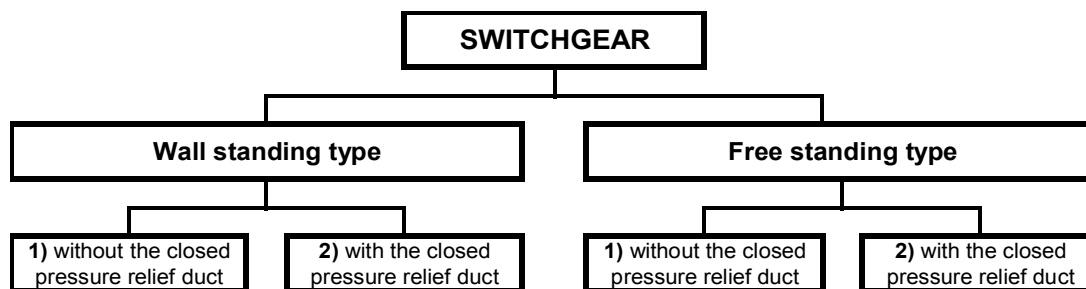 SWITCHGEAR
Wall standing type
Free standing type
1) without the closed
pressure relief duct
2) with the closed
pressure relief duct
1) without the closed
pressure relief duct
2) with the closed
pressure relief duct